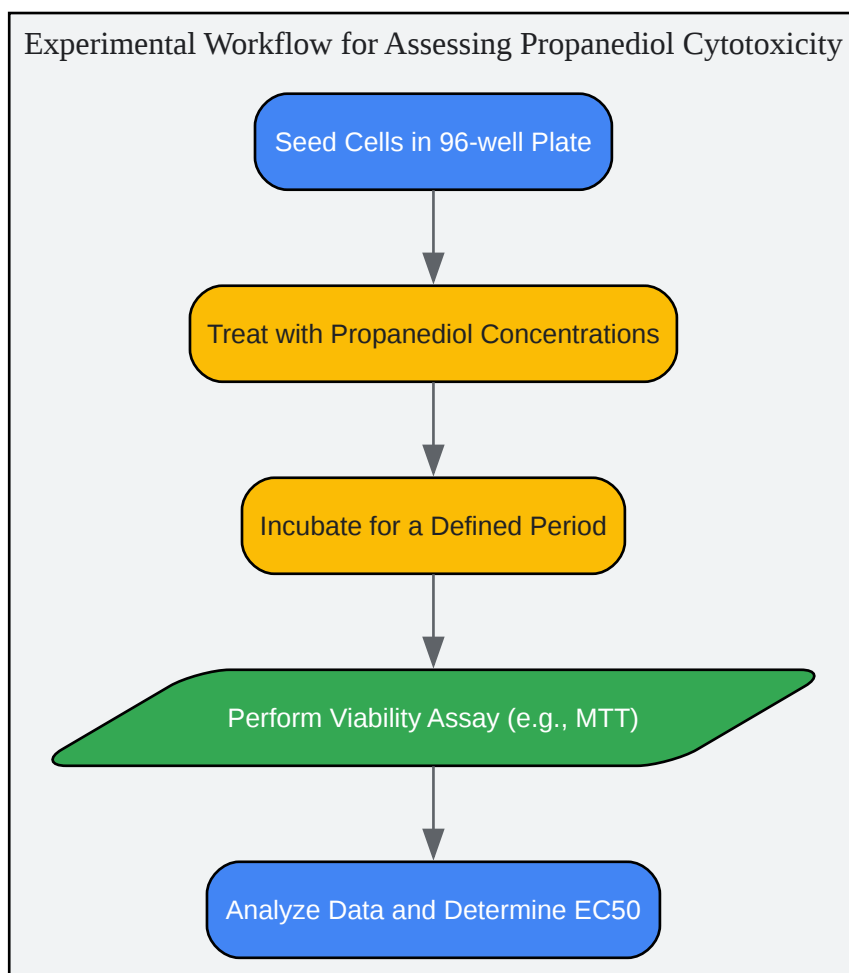 Experimental Workflow for Assessing Propanediol Cytotoxicity
Seed Cells in 96-well Plate
Treat with Propanediol Concentrations
Incubate for a Defined Period
Perform Viability Assay (e.g., MTT)
Analyze Data and Determine EC50